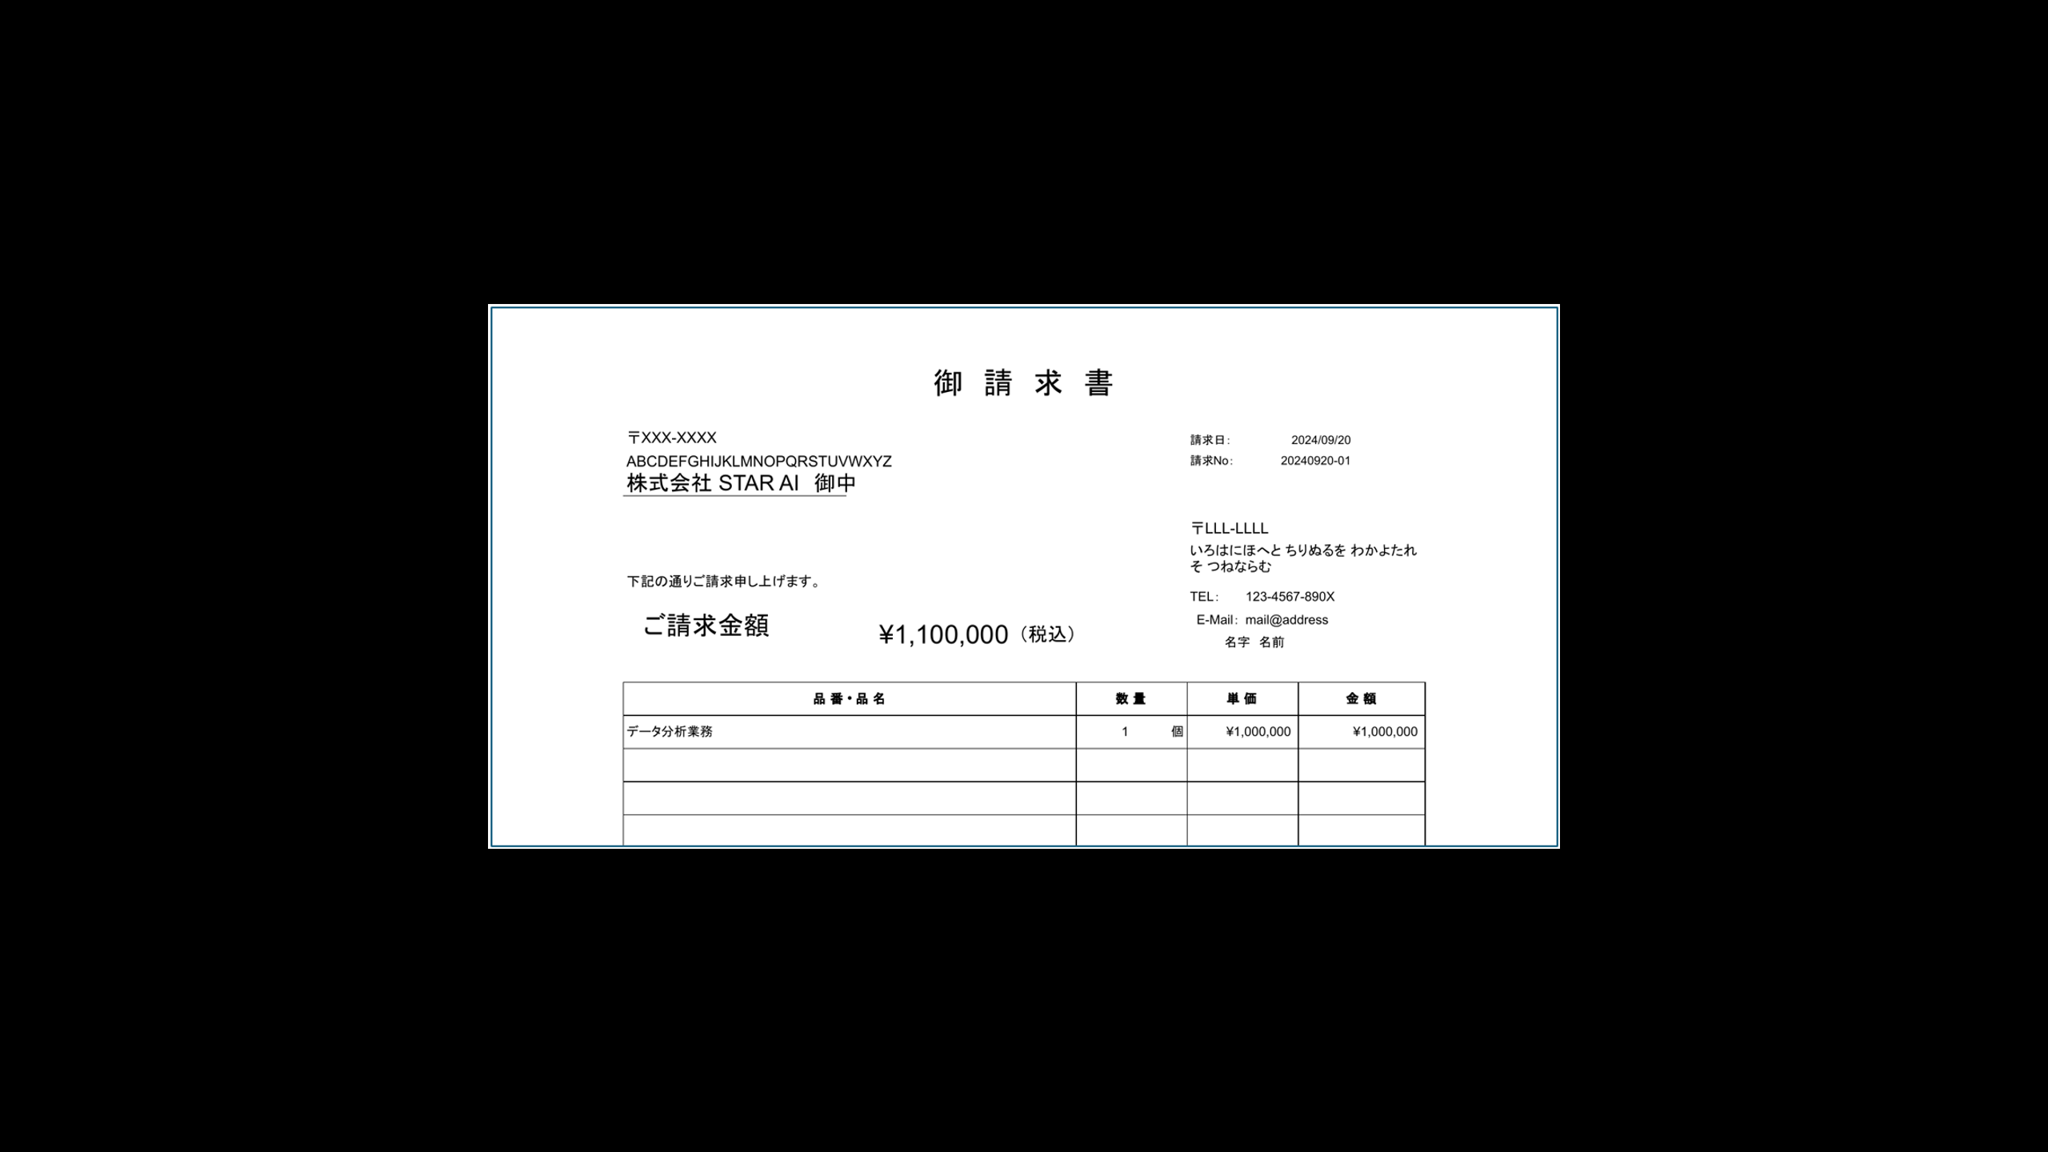 御請求書
〒XXX-XXXX
ABCDEFGHIJKLMNOPQRSTUVWXYZ
株式会社 STAR AI 御中
請求日： 2024/09/20
請求No： 20240920-01
〒LLL-LLLL
いろはにほへと ちりぬるを わかよたれ
そ つねならむ
TEL： 123-4567-890X
E-Mail： mail@address
名字 名前
下記の通りご請求申し上げます。
ご請求金額 ¥1,100,000（税込）
品番・品名 数量 単価 金額
データ分析業務 1 個 ¥1,000,000 ¥1,000,000